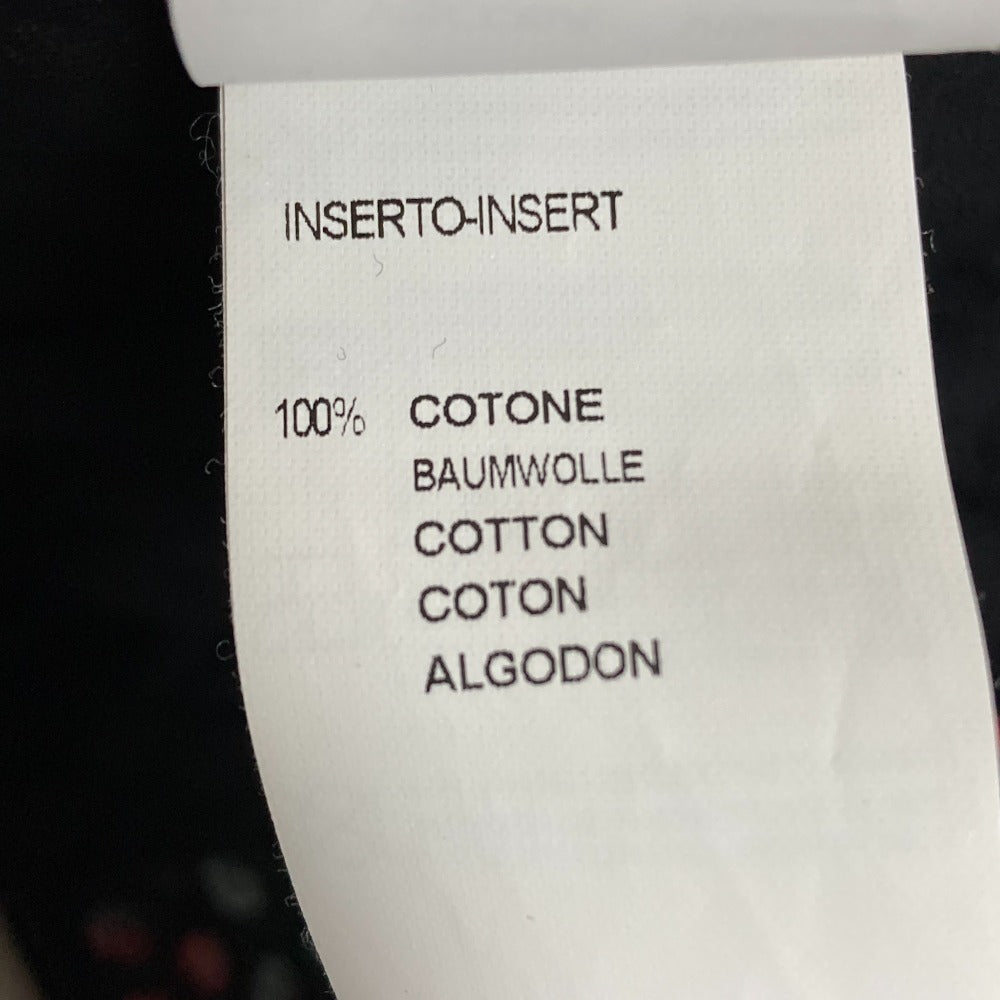 INSERTO-INSERT
100% COTONE
BAUMWOLLE
COTTON
COTON
ALGODON